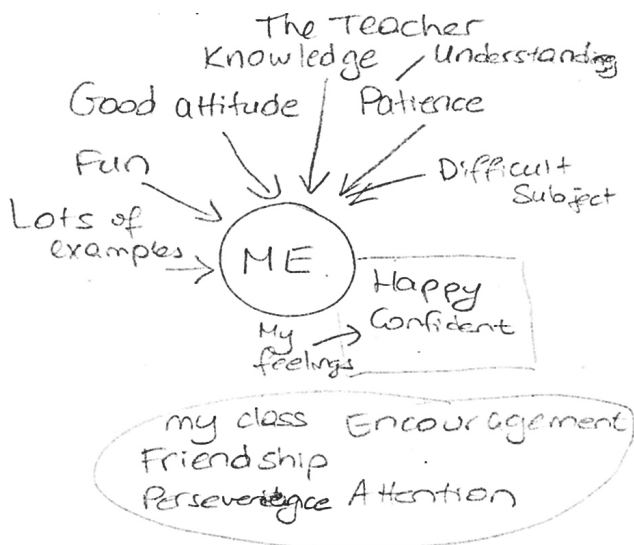 The Teacher
Knowledge
Understanding
Good attitude
Patience
Fun
Difficult
Subject
Lots of
examples
ME.
Happy
Confident
My
feelings
my class Encouragement
Friendship
Attention